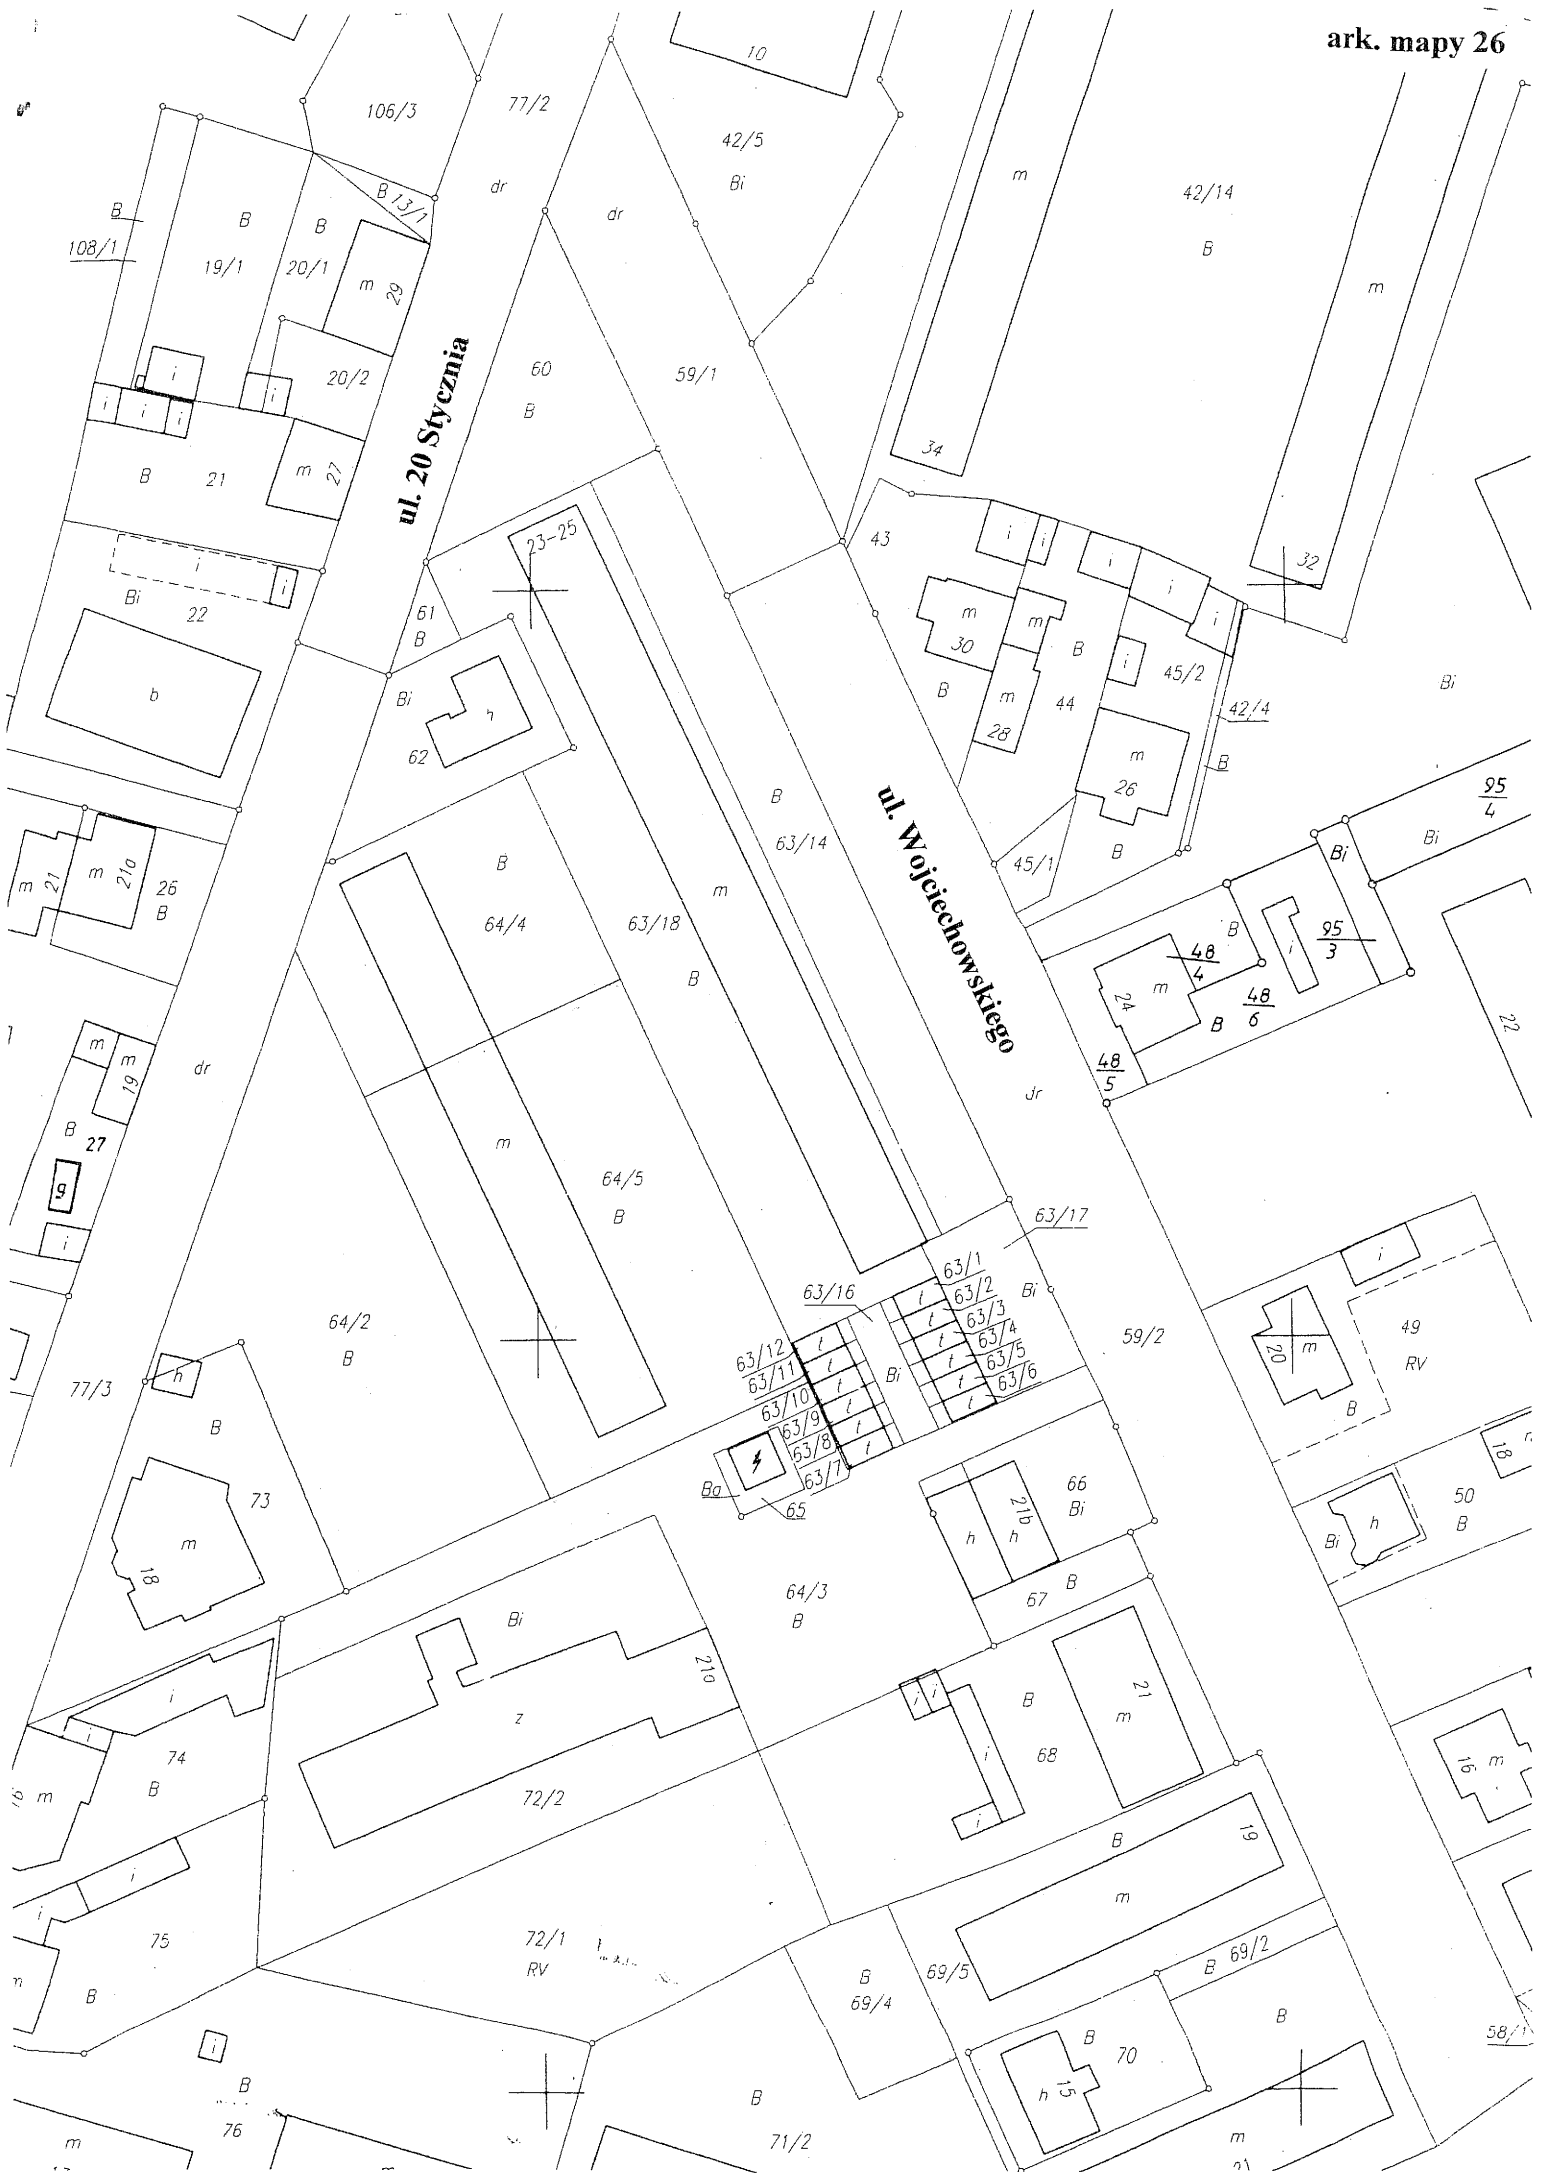 ark. mapy 26
10
106/3
77/2
42/5
Bi
dr
dr
m
42/14
B
m
B 13/1
B
108/1
B
19/1
B
20/1
m
29
i
i
20/2
ul. 20 Stycznia
60
B
59/1
34
i
i
i
B
21
m
27
43
i
i
i
i
i
32
23-25
i
i
Bi
22
61
B
m
30
m
B
i
45/2
B
m
28
44
42/4
Bi
b
Bi
62
m
26
B
95
4
B
63/14
ul. Wojciechowskiego
45/1
B
Bi
Bi
m
21
m
21a
26
B
B
64/4
63/18
m
B
B
48
4
i
95
3
24
m
48
6
B
22
48
5
dr
m
m
19
dr
B
27
g
i
m
64/5
B
63/17
63/1
63/2
63/3
63/4
63/5
63/6
Bi
63/16
t
t
t
t
t
t
Bi
63/12
63/11
63/10
63/9
63/8
63/7
t
t
t
t
t
59/2
i
49
RV
20
m
B
64/2
B
77/3
h
B
73
m
18
Ba
65
66
Bi
21b
h
h
B
67
18
50
B
h
Bi
64/3
B
Bi
21a
z
72/2
i
i
74
B
m
i
i
B
21
m
68
i
i
16
m
19
B
m
i
i
75
B
72/1
RV
B
69/4
69/5
B
69/2
B
B
70
h
15
58/1
i
B
76
B
71/2
m
m